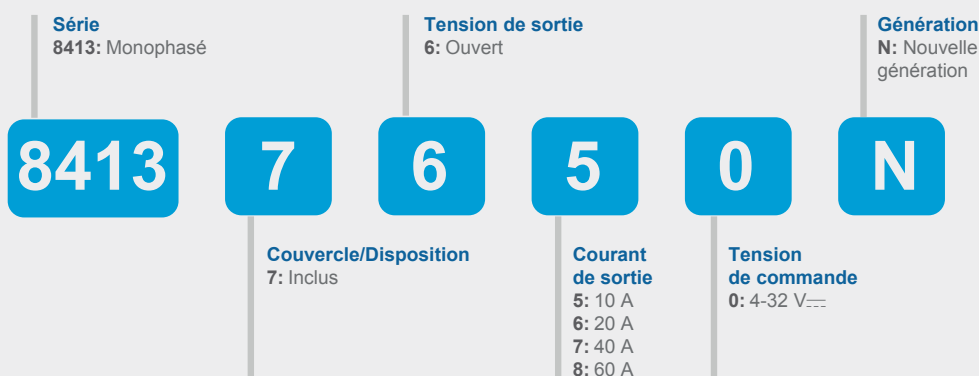 Série
8413: Monophasé
Tension de sortie
6: Ouvert
Génération
N: Nouvelle
génération
8413
7
6
5
0
N
Couvercle/Disposition
7: Inclus
Courant
de sortie
5: 10 A
6: 20 A
7: 40 A
8: 60 A
Tension
de commande
0: 4-32 V⎓